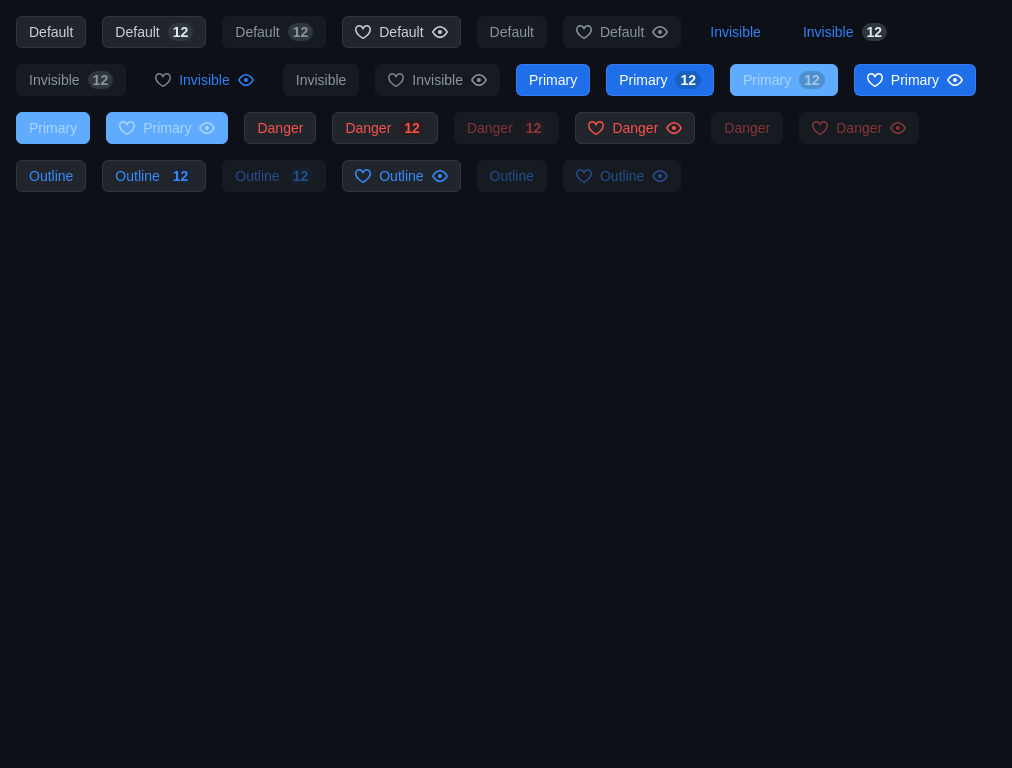 Default Default 12 Default 12 Default Default Default Invisible Invisible 12
Invisible 12 Invisible Invisible Invisible Primary Primary 12 Primary 12 Primary
Primary Primary Danger Danger 12 Danger 12 Danger Danger Danger
Outline Outline 12 Outline 12 Outline Outline Outline